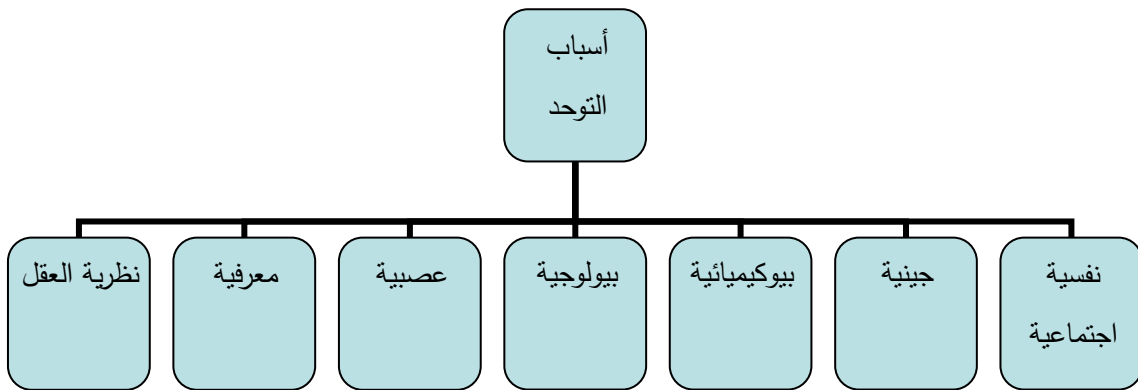 أسباب
التوحد
نفسية
اجتماعية
جينية
بيوكيميائية
بيولوجية
عصبية
معرفية
نظرية العقل